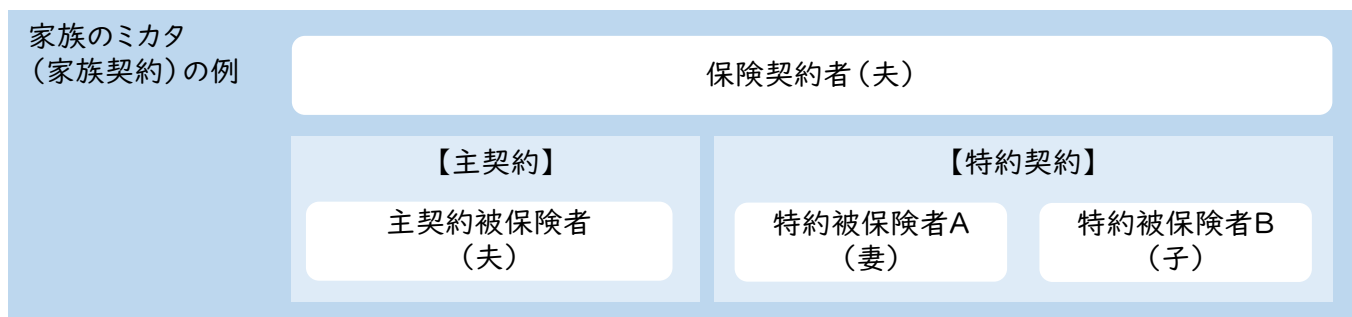 家族のミカタ
（家族契約）の例
保険契約者（夫）
【主契約】
主契約被保険者
（夫）
【特約契約】
特約被保険者A
（妻）
特約被保険者B
（子）